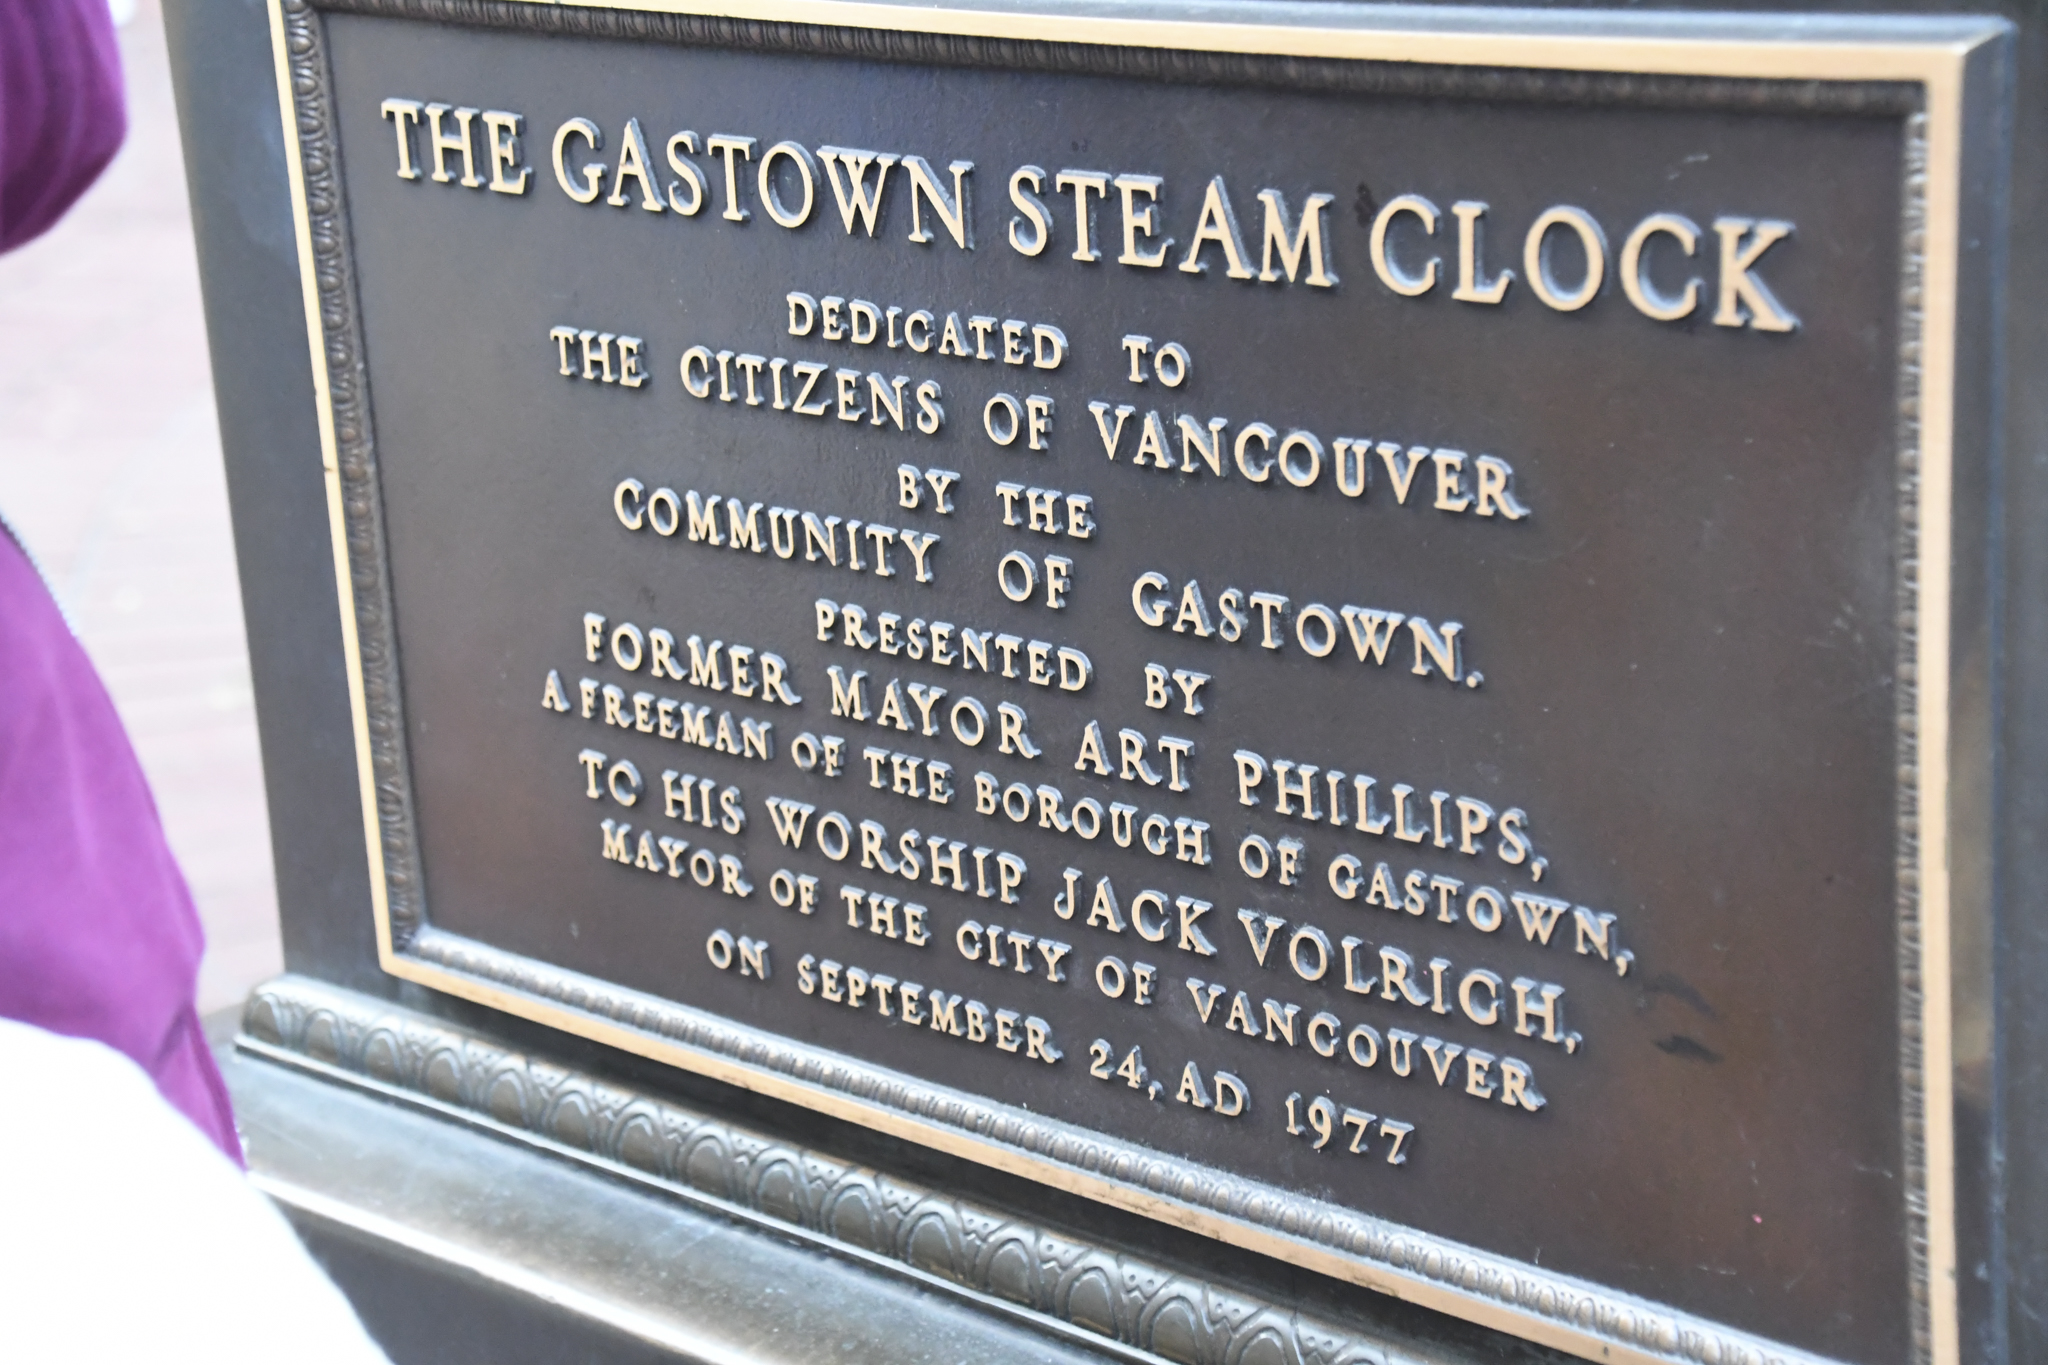 THE GASTOWN STEAM CLOCK
DEDICATED TO
THE CITIZENS OF VANCOUVER
BY THE
COMMUNITY OF GASTOWN.
PRESENTED BY
FORMER MAYOR ART PHILLIPS,
A FREEMAN OF THE BOROUGH OF GASTOWN,
TO HIS WORSHIP JACK VOLRICH,
MAYOR OF THE CITY OF VANCOUVER
ON SEPTEMBER 24, AD 1977